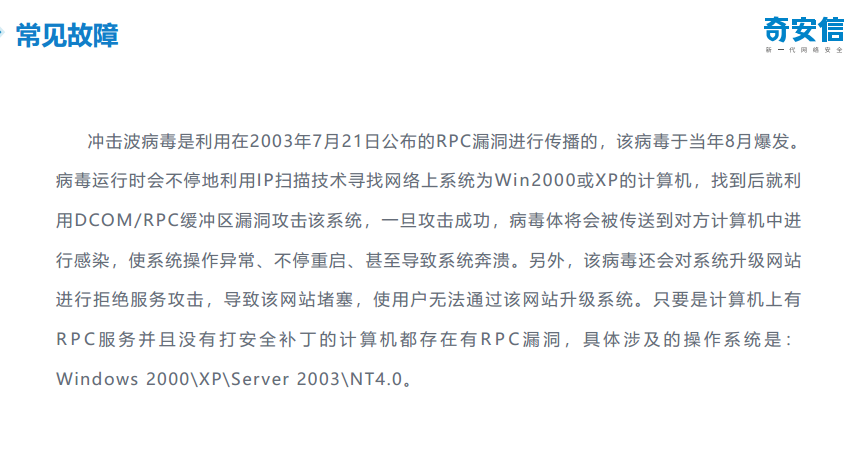 常见故障
奇安信
新一代网络安全
冲击波病毒是利用在2003年7月21日公布的RPC漏洞进行传播的，该病毒于当年8月爆发。
病毒运行时会不停地利用IP扫描技术寻找网络上系统为Win2000或XP的计算机，找到后就利
用DCOM/RPC缓冲区漏洞攻击该系统，一旦攻击成功，病毒体将会被传送到对方计算机中进
行感染，使系统操作异常、不停重启、甚至导致系统奔溃。另外，该病毒还会对系统升级网站
进行拒绝服务攻击，导致该网站堵塞，使用户无法通过该网站升级系统。只要是计算机上有
RPC服务并且没有打安全补丁的计算机都存在有RPC漏洞，具体涉及的操作系统是：
Windows 2000\XP\Server 2003\NT4.0。